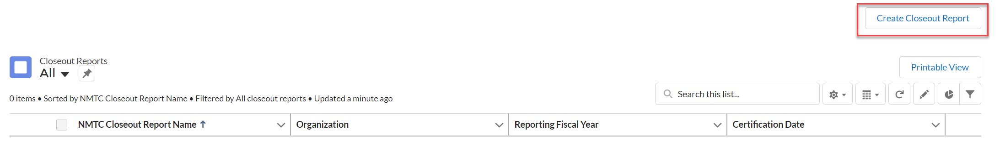 Create Closeout Report
Closeout Reports
All
Printable View
0 items • Sorted by NMTC Closeout Report Name • Filtered by All closeout reports • Updated a minute ago
Search this list...
NMTC Closeout Report Name Organization Reporting Fiscal Year Certification Date